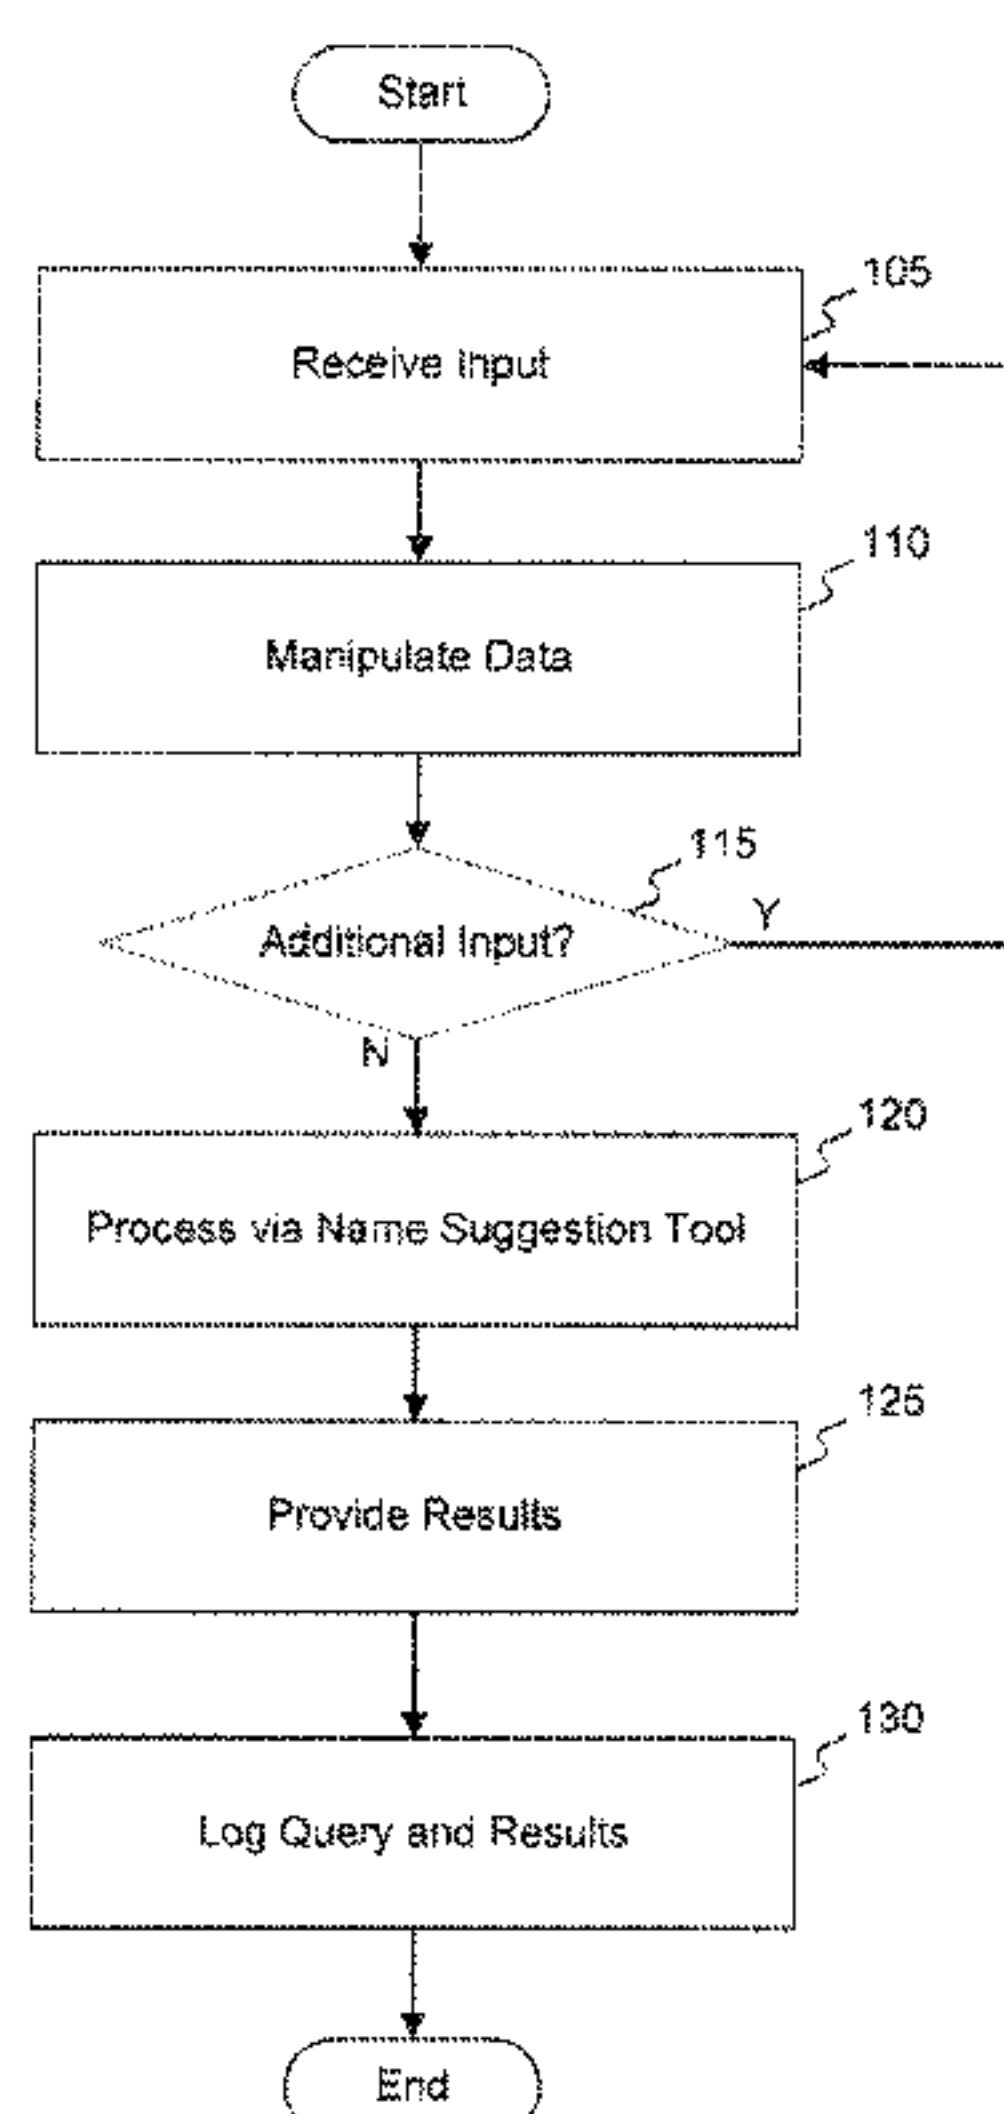 Start
105
Receive Input
110
Manipulate Data
115
Additional Input?
Y
N
120
Process via Name Suggestion Tool
125
Provide Results
130
Log Query and Results
End